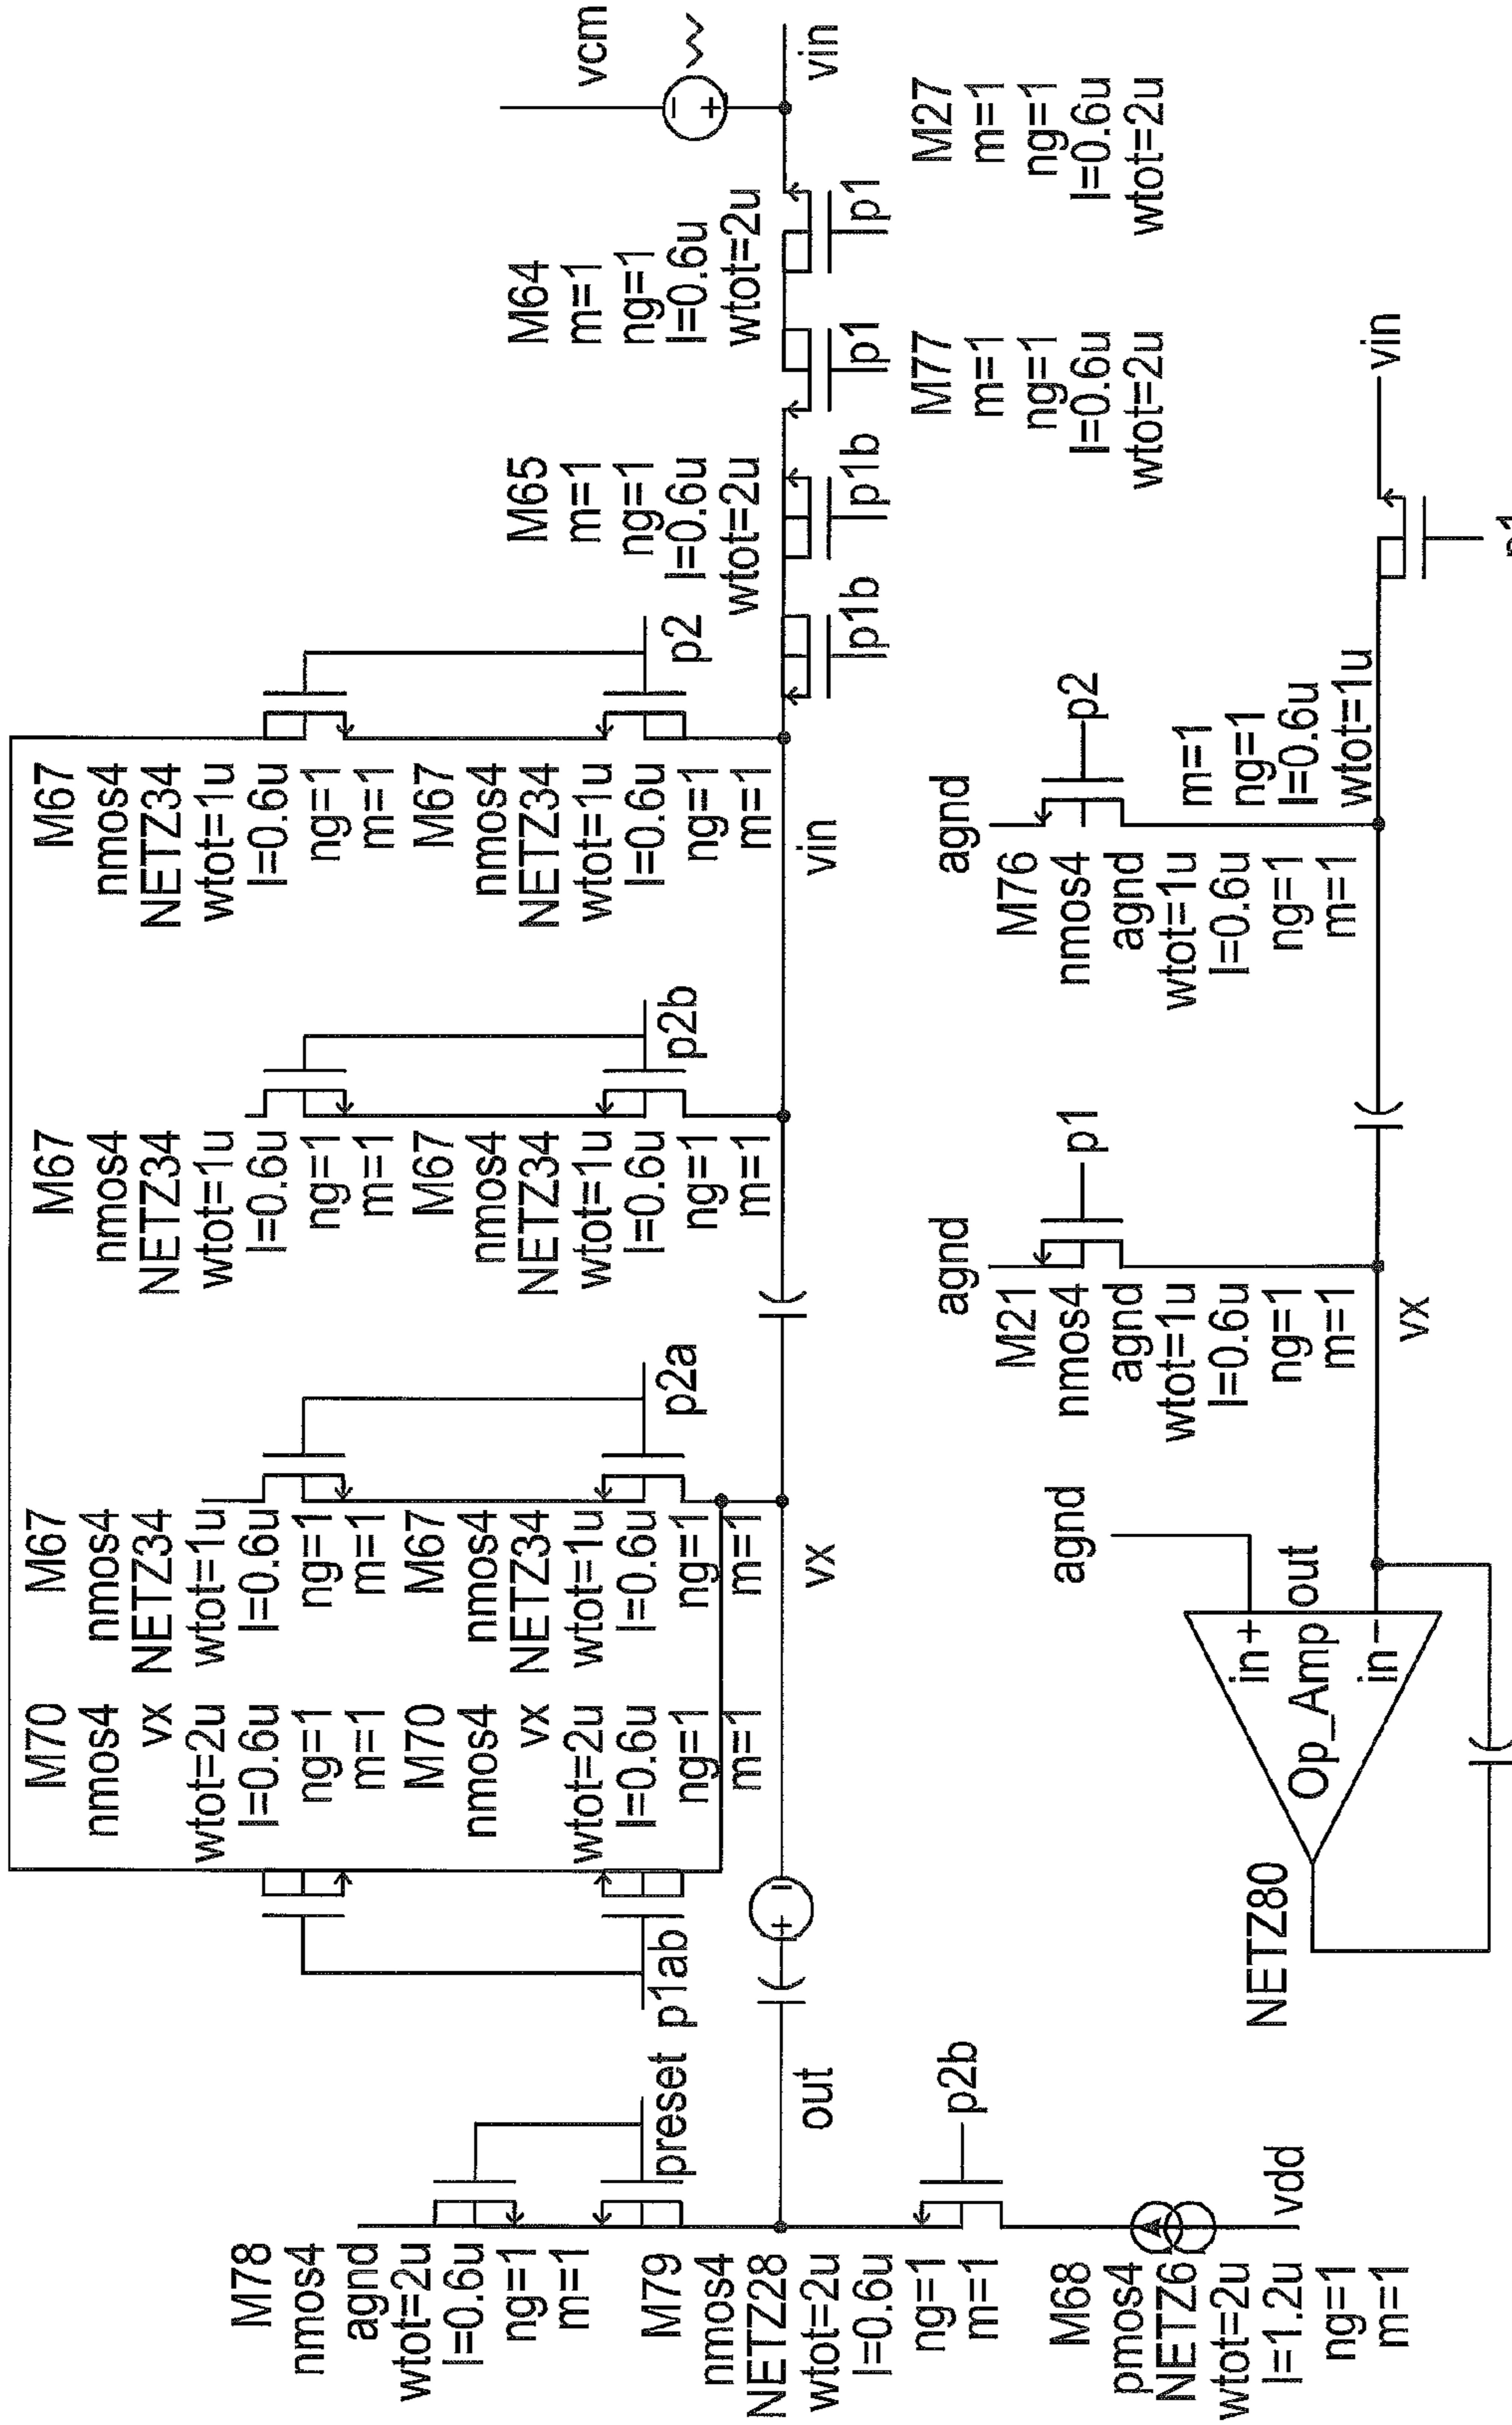 M78
nmos4
agnd
wtot=2u
l=0.6u
ng=1
m=1
preset
M79
nmos4
NETZ28
wtot=2u
l=0.6u
ng=1
m=1
out
p2b
M68
pmos4
NETZ6
wtot=2u
l=1.2u
ng=1
m=1
vdd
p1ab
M70
nmos4
vx
wtot=2u
l=0.6u
ng=1
m=1
M70
nmos4
vx
wtot=2u
l=0.6u
ng=1
m=1
+ −
M67
nmos4
NETZ34
wtot=1u
l=0.6u
ng=1
m=1
M67
nmos4
NETZ34
wtot=1u
l=0.6u
ng=1
m=1
p2a
vx
M67
nmos4
NETZ34
wtot=1u
l=0.6u
ng=1
m=1
M67
nmos4
NETZ34
wtot=1u
l=0.6u
ng=1
m=1
p2b
M67
nmos4
NETZ34
wtot=1u
l=0.6u
ng=1
m=1
M67
nmos4
NETZ34
wtot=1u
l=0.6u
ng=1
m=1
p2
vin
p1b
M65
m=1
ng=1
l=0.6u
wtot=2u
p1b
p1
M77
m=1
ng=1
l=0.6u
wtot=2u
M64
m=1
ng=1
l=0.6u
wtot=2u
p1
M27
m=1
ng=1
l=0.6u
wtot=2u
vcm
−
+
vin
NETZ80
Op_Amp
in +
out
in −
agnd
vx
agnd
M21
nmos4
agnd
wtot=1u
l=0.6u
ng=1
m=1
p1
agnd
M76
nmos4
agnd
wtot=1u
l=0.6u
ng=1
m=1
p2
m=1
ng=1
l=0.6u
wtot=1u
vin